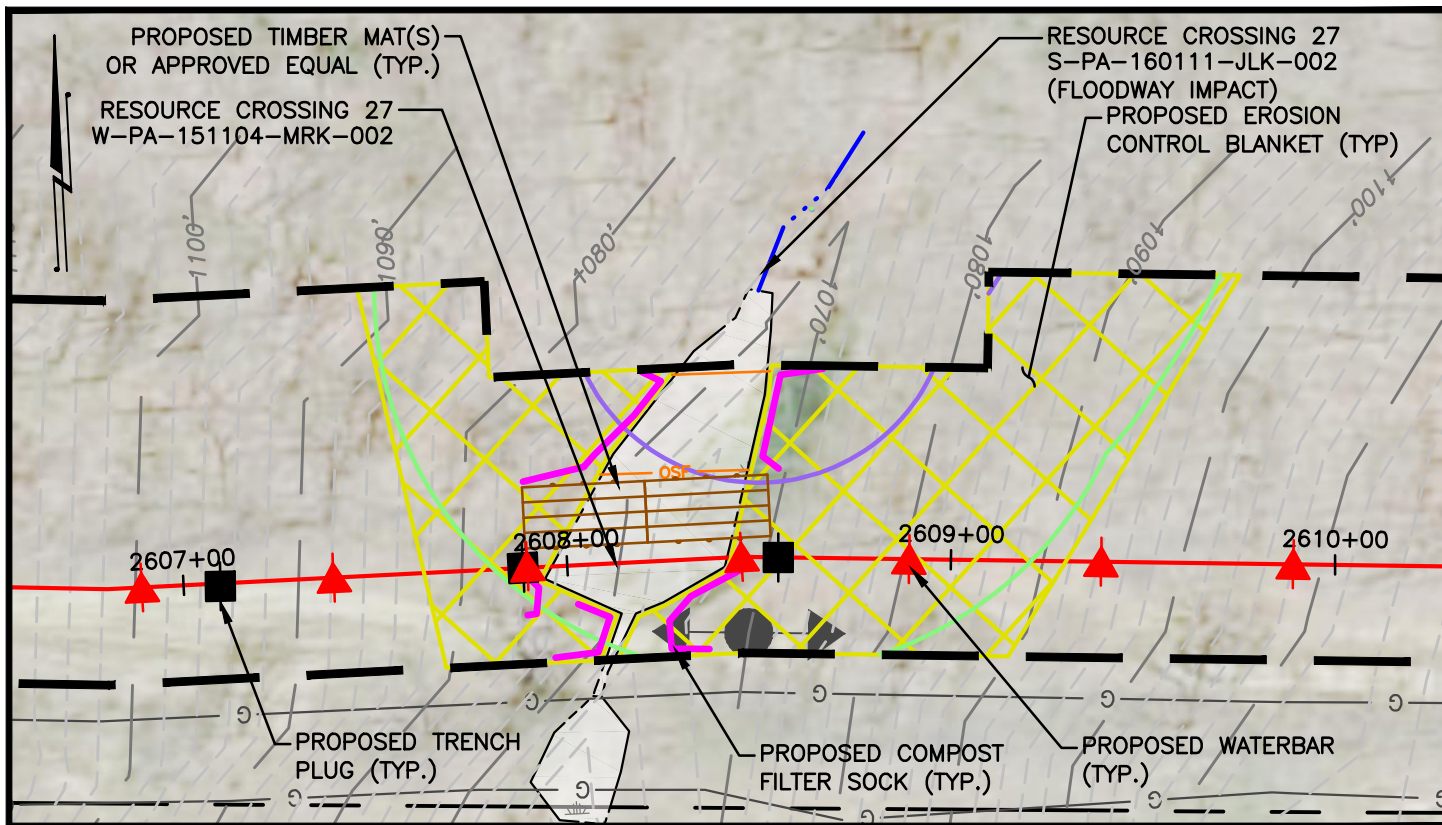 PROPOSED TIMBER MAT(S)
OR APPROVED EQUAL (TYP.)
RESOURCE CROSSING 27
W-PA-151104-MRK-002
RESOURCE CROSSING 27
S-PA-160111-JLK-002
(FLOODWAY IMPACT)
PROPOSED EROSION
CONTROL BLANKET (TYP)
1100'
1090'
1080'
1070'
1080'
1090'
1100'
OSF
2607+00
2608+00
2609+00
2610+00
G
G
G
G
PROPOSED TRENCH
PLUG (TYP.)
PROPOSED COMPOST
FILTER SOCK (TYP.)
PROPOSED WATERBAR
(TYP.)
G
G
G
G